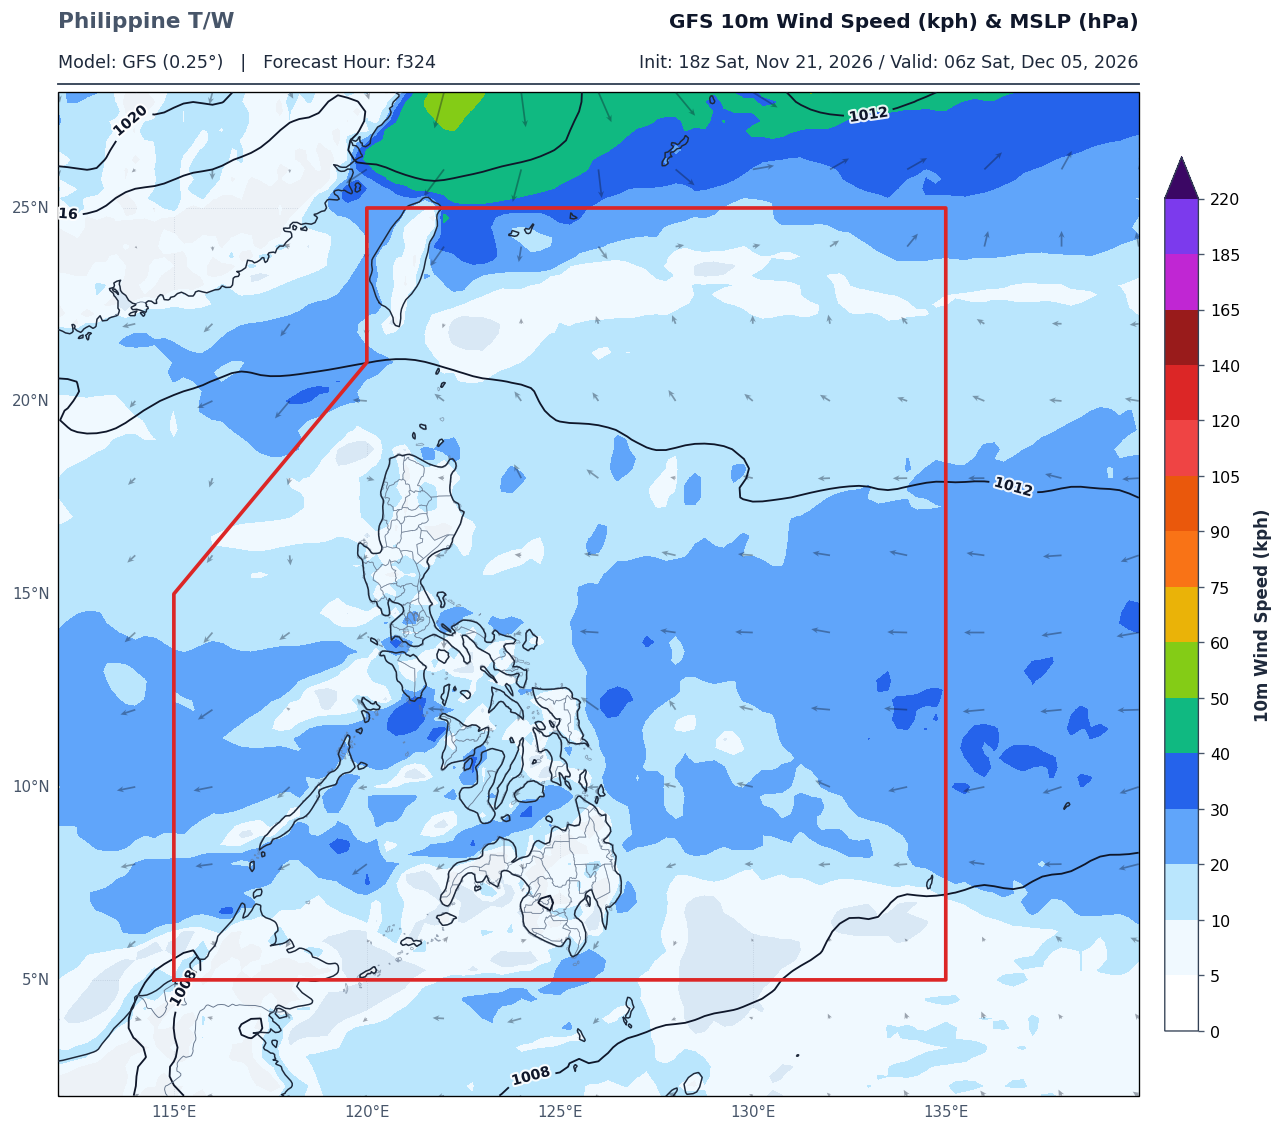 Philippine T/W
GFS 10m Wind Speed (kph) & MSLP (hPa)
Model: GFS (0.25°) | Forecast Hour: f324
Init: 18z Sat, Nov 21, 2026 / Valid: 06z Sat, Dec 05, 2026
1020
1012
16
1012
1008
1008
25°N
20°N
15°N
10°N
5°N
115°E
120°E
125°E
130°E
135°E
220
185
165
140
120
105
90
75
60
50
40
30
20
10
5
0
10m Wind Speed (kph)